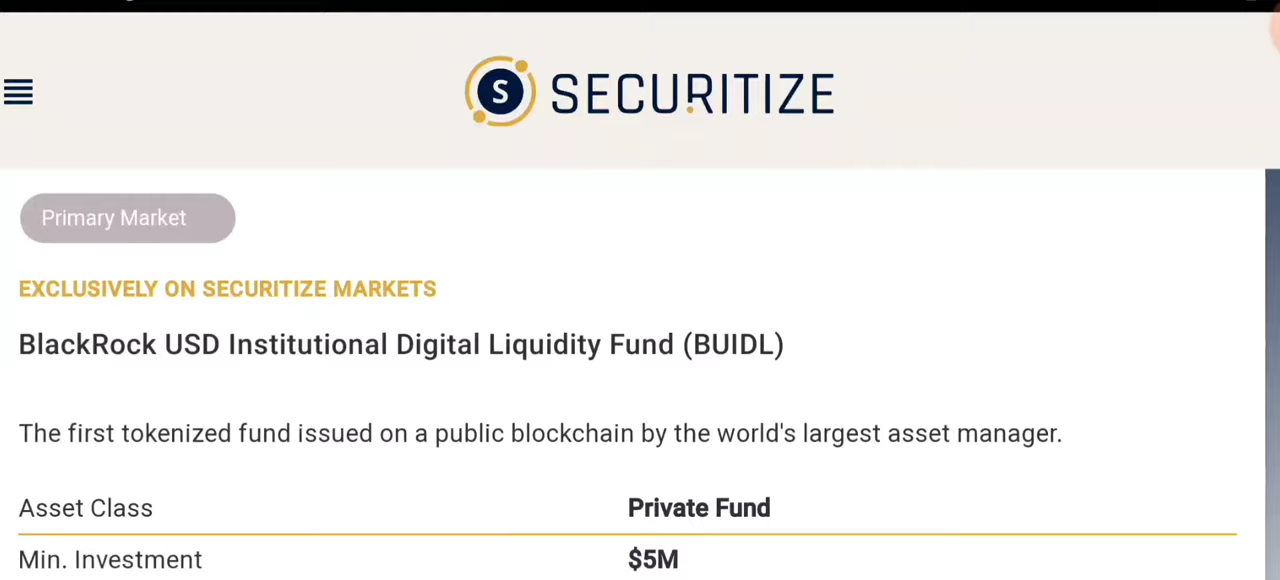 S SECURITIZE
Primary Market
EXCLUSIVELY ON SECURITIZE MARKETS
BlackRock USD Institutional Digital Liquidity Fund (BUIDL)
The first tokenized fund issued on a public blockchain by the world's largest asset manager.
Asset Class Private Fund
Min. Investment $5M